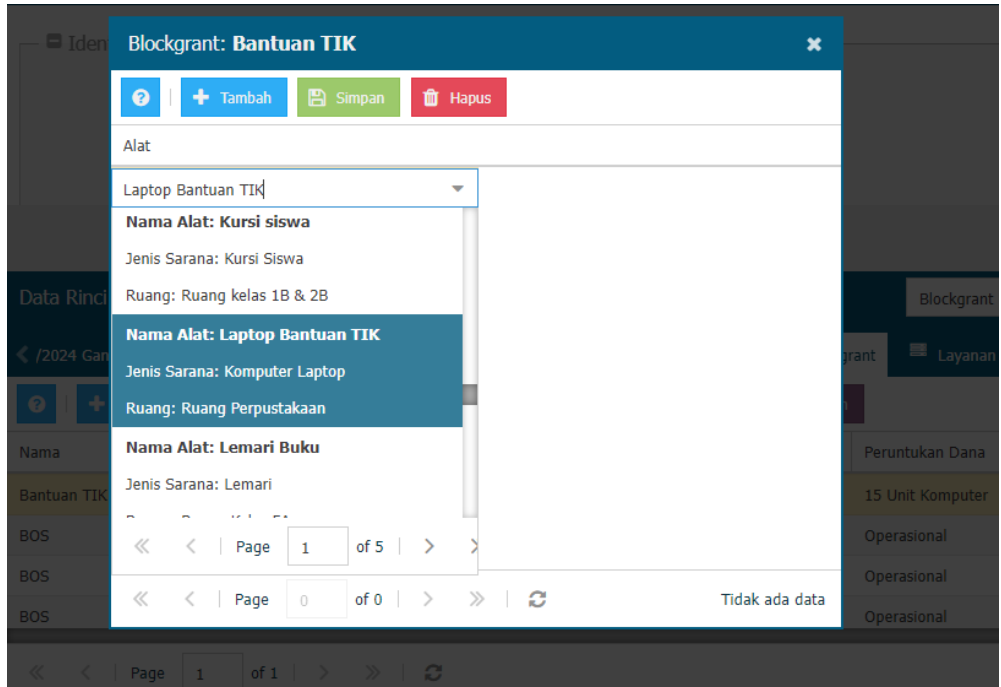 Iden
Blockgrant: Bantuan TIK
Tambah
Simpan
Hapus
Alat
Laptop Bantuan TIK
Nama Alat: Kursi siswa
Jenis Sarana: Kursi Siswa
Ruang: Ruang kelas 1B & 2B
Nama Alat: Laptop Bantuan TIK
Jenis Sarana: Komputer Laptop
Ruang: Ruang Perpustakaan
Nama Alat: Lemari Buku
Jenis Sarana: Lemari
Page 1 of 5
Page 0 of 0
Tidak ada data
Data Rinci
Blockgrant
/2024 Gan
grant
Layanan
Nama
Peruntukan Dana
Bantuan TIK
15 Unit Komputer
BOS
Operasional
BOS
Operasional
BOS
Operasional
Page 1 of 1